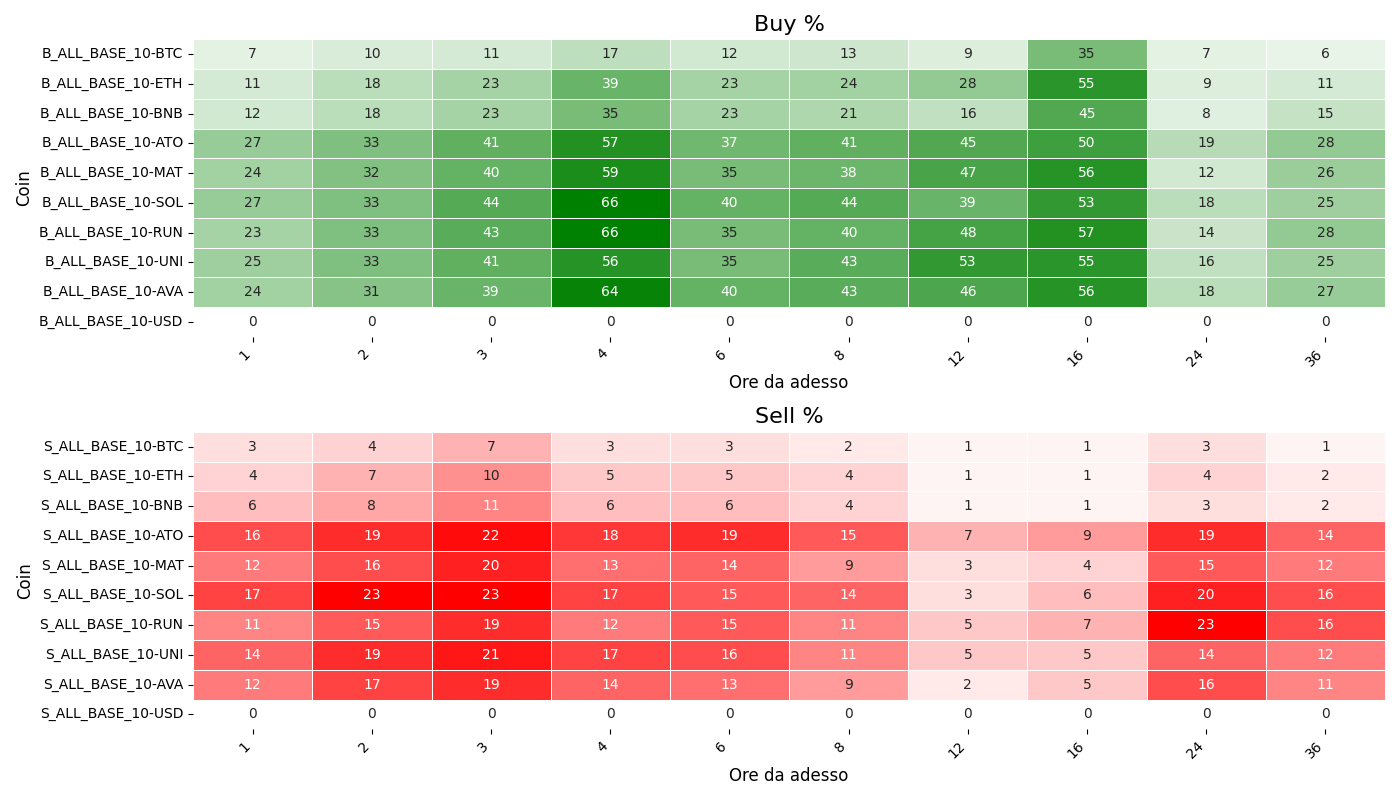 Buy %
Coin
B_ALL_BASE_10-BTC 7 10 11 17 12 13 9 35 7 6
B_ALL_BASE_10-ETH 11 18 23 39 23 24 28 55 9 11
B_ALL_BASE_10-BNB 12 18 23 35 23 21 16 45 8 15
B_ALL_BASE_10-ATO 27 33 41 57 37 41 45 50 19 28
B_ALL_BASE_10-MAT 24 32 40 59 35 38 47 56 12 26
B_ALL_BASE_10-SOL 27 33 44 66 40 44 39 53 18 25
B_ALL_BASE_10-RUN 23 33 43 66 35 40 48 57 14 28
B_ALL_BASE_10-UNI 25 33 41 56 35 43 53 55 16 25
B_ALL_BASE_10-AVA 24 31 39 64 40 43 46 56 18 27
B_ALL_BASE_10-USD 0 0 0 0 0 0 0 0 0 0
1 2 3 4 6 8 12 16 24 36
Ore da adesso
Sell %
Coin
S_ALL_BASE_10-BTC 3 4 7 3 3 2 1 1 3 1
S_ALL_BASE_10-ETH 4 7 10 5 5 4 1 1 4 2
S_ALL_BASE_10-BNB 6 8 11 6 6 4 1 1 3 2
S_ALL_BASE_10-ATO 16 19 22 18 19 15 7 9 19 14
S_ALL_BASE_10-MAT 12 16 20 13 14 9 3 4 15 12
S_ALL_BASE_10-SOL 17 23 23 17 15 14 3 6 20 16
S_ALL_BASE_10-RUN 11 15 19 12 15 11 5 7 23 16
S_ALL_BASE_10-UNI 14 19 21 17 16 11 5 5 14 12
S_ALL_BASE_10-AVA 12 17 19 14 13 9 2 5 16 11
S_ALL_BASE_10-USD 0 0 0 0 0 0 0 0 0 0
1 2 3 4 6 8 12 16 24 36
Ore da adesso